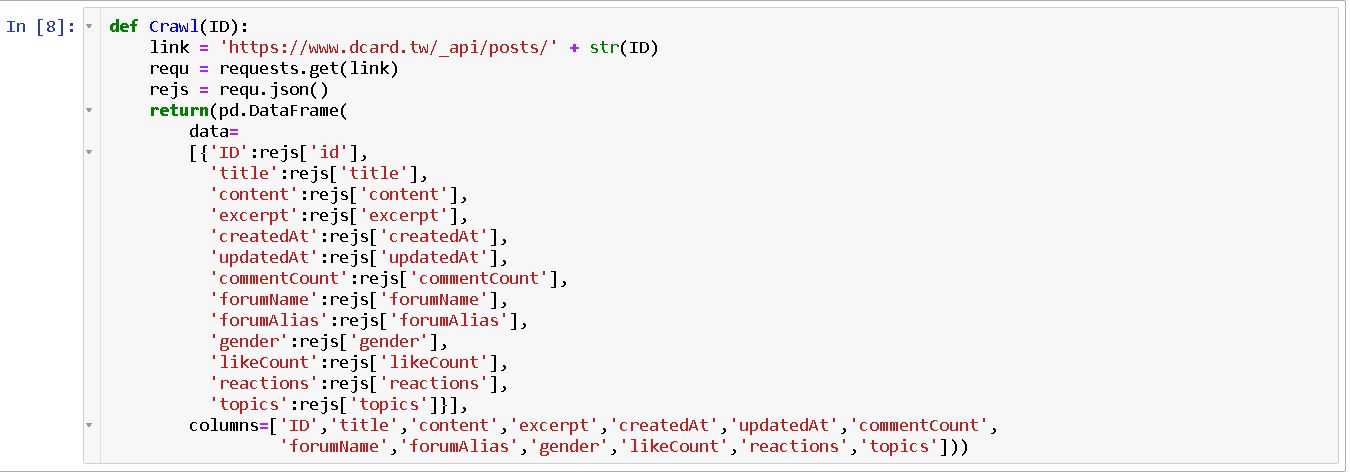 In [8]:
def Crawl(ID):
    link = 'https://www.dcard.tw/_api/posts/' + str(ID)
    requ = requests.get(link)
    rejs = requ.json()
    return(pd.DataFrame(
        data=
        [{'ID':rejs['id'],
          'title':rejs['title'],
          'content':rejs['content'],
          'excerpt':rejs['excerpt'],
          'createdAt':rejs['createdAt'],
          'updatedAt':rejs['updatedAt'],
          'commentCount':rejs['commentCount'],
          'forumName':rejs['forumName'],
          'forumAlias':rejs['forumAlias'],
          'gender':rejs['gender'],
          'likeCount':rejs['likeCount'],
          'reactions':rejs['reactions'],
          'topics':rejs['topics']}],
        columns=['ID','title','content','excerpt','createdAt','updatedAt','commentCount',
                 'forumName','forumAlias','gender','likeCount','reactions','topics']))